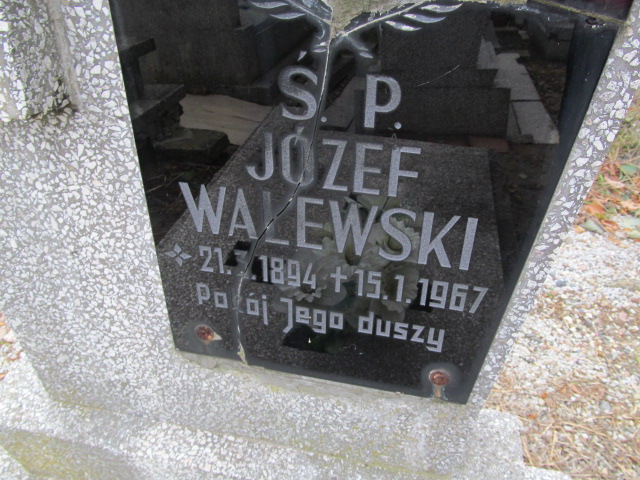 Ś. P.
JÓZEF
WALEWSKI
1894 + 15.1.1967
Pokój Jego duszy